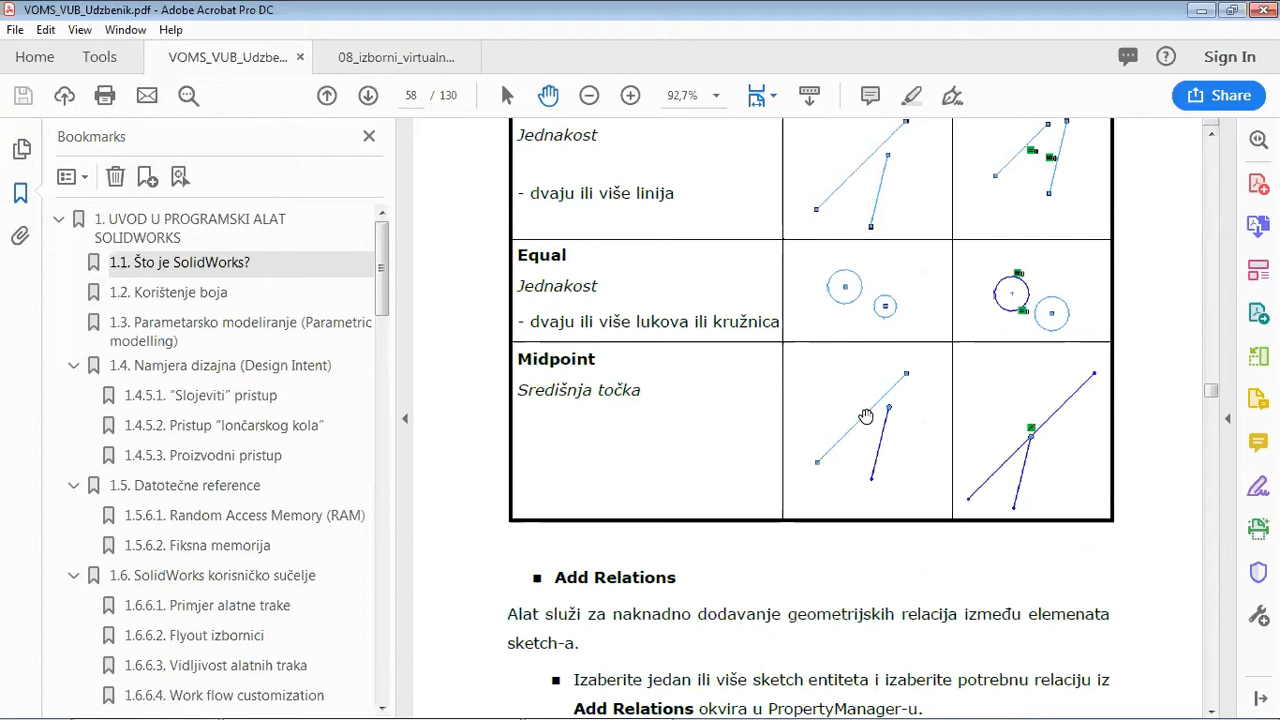 VOMS_VUB_Udzbenik.pdf - Adobe Acrobat Pro DC
File Edit View Window Help
Home Tools VOMS_VUB_Udzbe... 08_izborni_virtualn... Sign In
58 / 130 92,7% Share
Bookmarks
1. UVOD U PROGRAMSKI ALAT
SOLIDWORKS
1.1. Što je SolidWorks?
1.2. Korištenje boja
1.3. Parametarsko modeliranje (Parametric
modelling)
1.4. Namjera dizajna (Design Intent)
1.4.5.1. “Slojeviti” pristup
1.4.5.2. Pristup “lončarskog kola”
1.4.5.3. Proizvodni pristup
1.5. Datotečne reference
1.5.6.1. Random Access Memory (RAM)
1.5.6.2. Fiksna memorija
1.6. SolidWorks korisničko sučelje
1.6.6.1. Primjer alatne trake
1.6.6.2. Flyout izbornici
1.6.6.3. Vidljivost alatnih traka
1.6.6.4. Work flow customization
Jednakost
- dvaju ili više linija
Equal
Jednakost
- dvaju ili više lukova ili kružnica
Midpoint
Središnja točka
▪ Add Relations
Alat služi za naknadno dodavanje geometrijskih relacija između elemenata
sketch-a.
▪ Izaberite jedan ili više sketch entiteta i izaberite potrebnu relaciju iz
Add Relations okvira u PropertyManager-u.